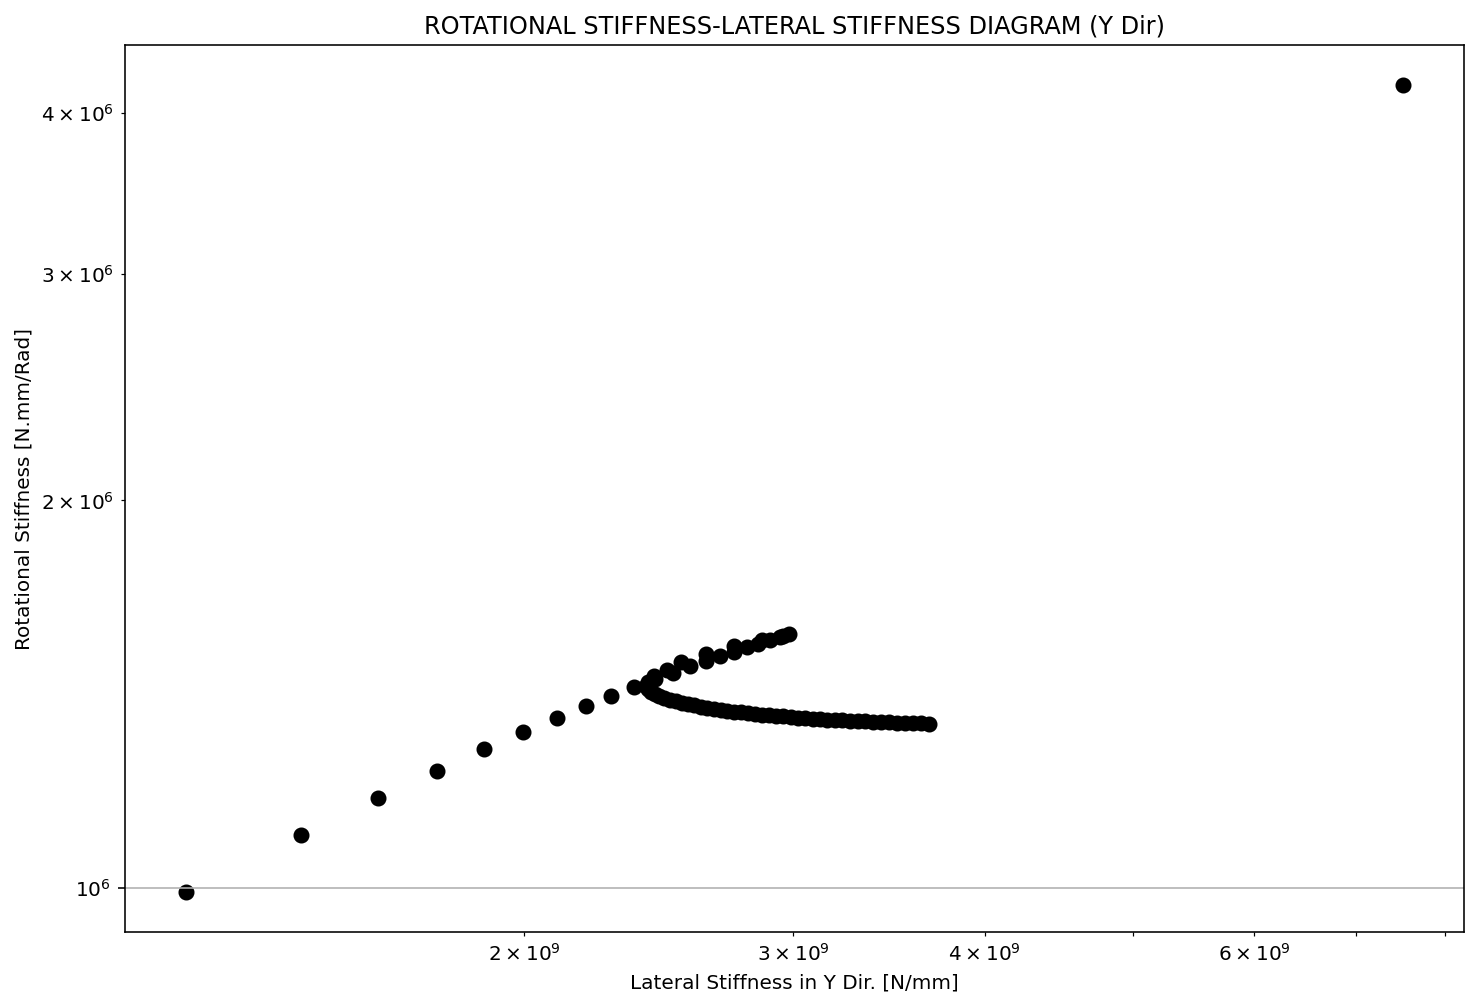 ROTATIONAL STIFFNESS-LATERAL STIFFNESS DIAGRAM (Y Dir)
4 × 10⁶
3 × 10⁶
2 × 10⁶
10⁶
Rotational Stiffness [N.mm/Rad]
2 × 10⁹ 3 × 10⁹ 4 × 10⁹ 6 × 10⁹
Lateral Stiffness in Y Dir. [N/mm]